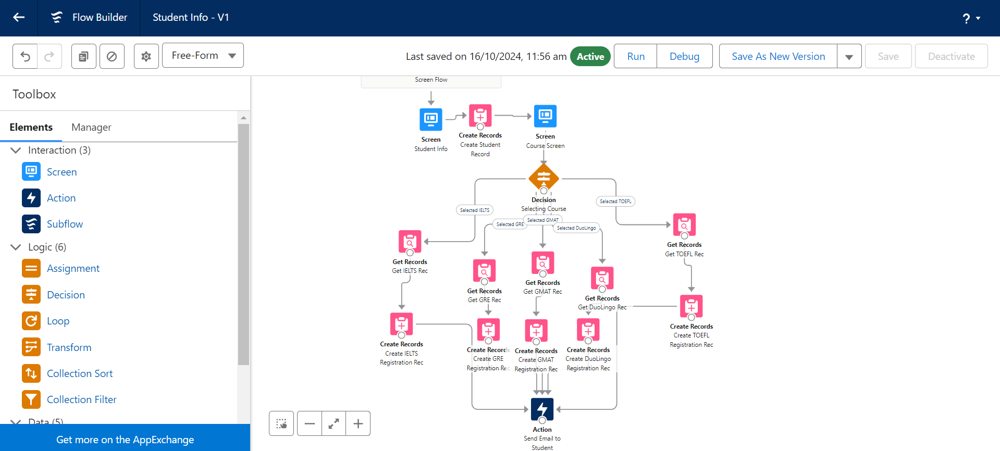 Flow Builder
Student Info - V1
?
Free-Form
Last saved on 16/10/2024, 11:56 am
Active
Run
Debug
Save As New Version
Save
Deactivate
Toolbox
Elements
Manager
Interaction (3)
Screen
Action
Subflow
Logic (6)
Assignment
Decision
Loop
Transform
Collection Sort
Collection Filter
Data (5)
Get more on the AppExchange
Screen Flow
Screen
Student Info
Create Records
Create Student
Record
Screen
Course Screen
Decision
Selecting Course
Selected IELTS
Selected GRE
Selected GMAT
Selected DuoLingo
Selected TOEFL
Get Records
Get IELTS Rec
Get Records
Get GRE Rec
Get Records
Get GMAT Rec
Get Records
Get DuoLingo Rec
Get Records
Get TOEFL Rec
Create Records
Create IELTS
Registration Rec
Create Records
Create GRE
Registration Rec
Create Records
Create GMAT
Registration Rec
Create Records
Create DuoLingo
Registration Rec
Create Records
Create TOEFL
Registration Rec
Action
Send Email to
Student